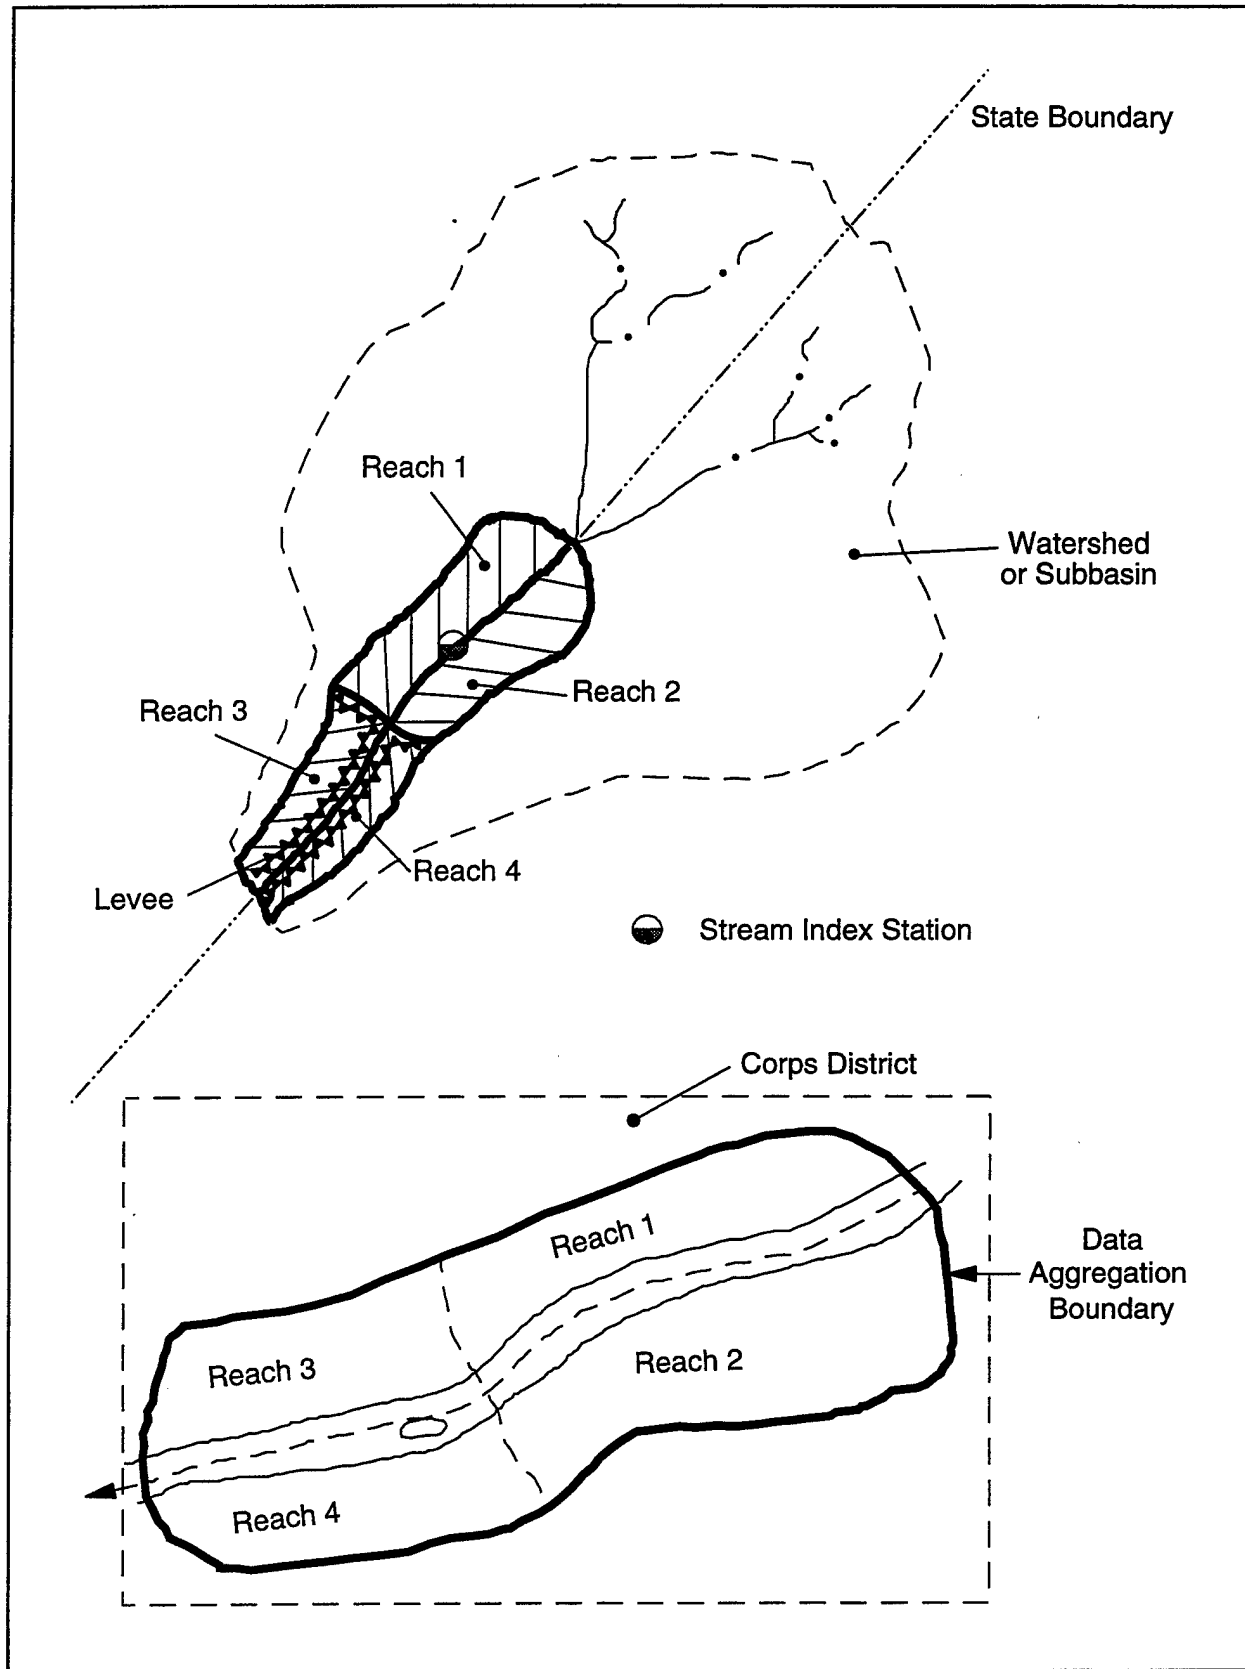 State Boundary
Reach 1
Watershed
or Subbasin
Reach 2
Reach 3
Reach 4
Levee
Stream Index Station
Corps District
Reach 1
Data
Aggregation
Boundary
Reach 2
Reach 3
Reach 4